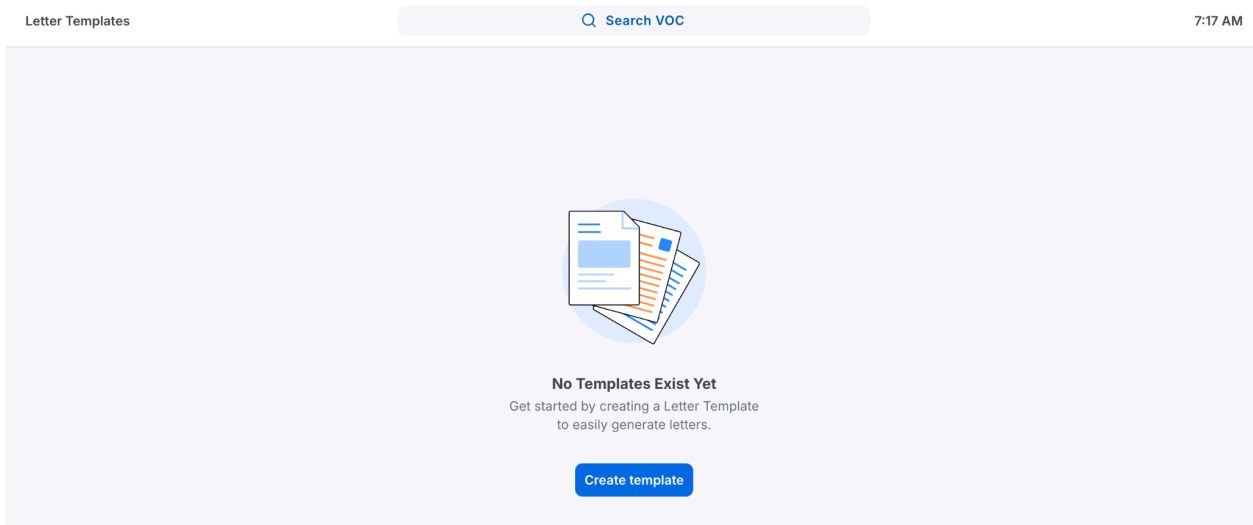 Letter Templates
Search VOC
7:17 AM
No Templates Exist Yet
Get started by creating a Letter Template
to easily generate letters.
Create template